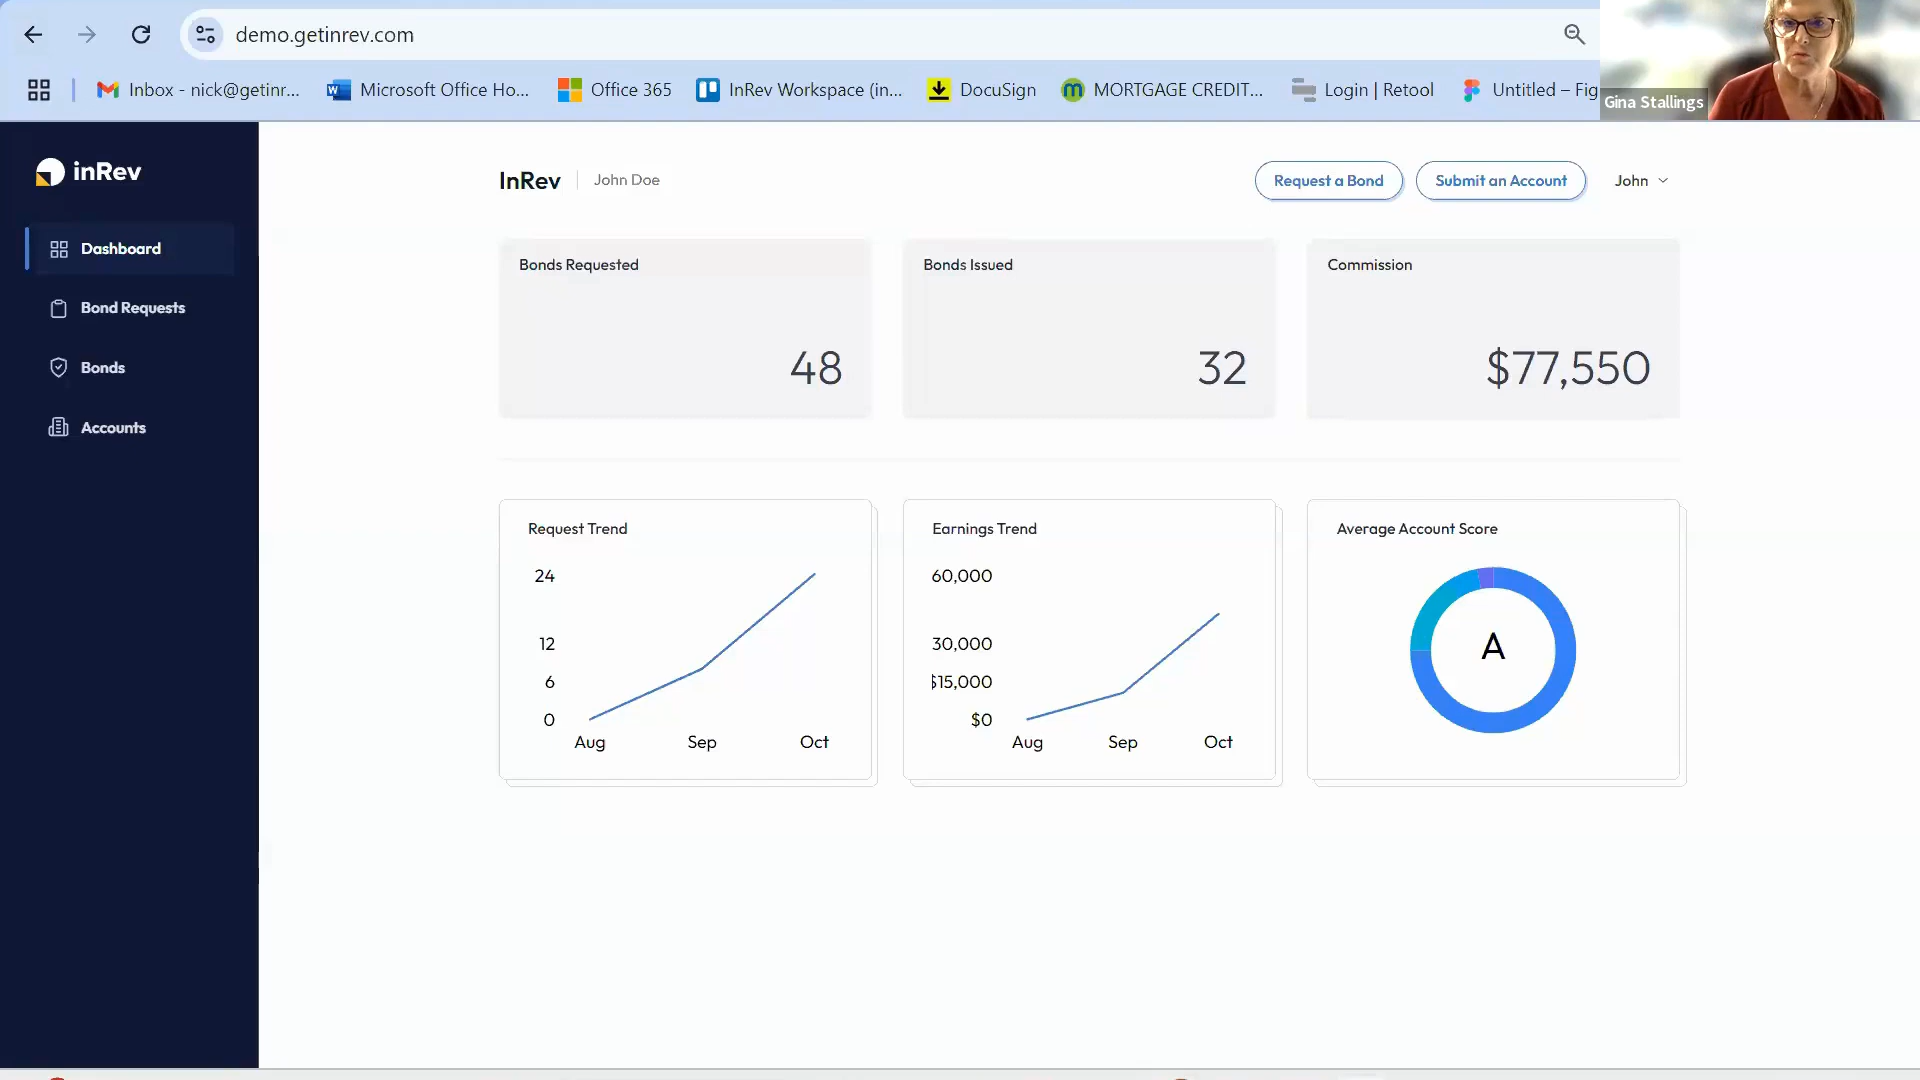 demo.getinrev.com
Inbox - nick@getinr...
Microsoft Office Ho...
Office 365
InRev Workspace (in...
DocuSign
MORTGAGE CREDIT...
Login | Retool
Untitled – Fig
Gina Stallings
inRev
Dashboard
Bond Requests
Bonds
Accounts
InRev
John Doe
Request a Bond
Submit an Account
John
Bonds Requested
48
Bonds Issued
32
Commission
$77,550
Request Trend
24
12
6
0
Aug Sep Oct
Earnings Trend
60,000
30,000
$15,000
$0
Aug Sep Oct
Average Account Score
A